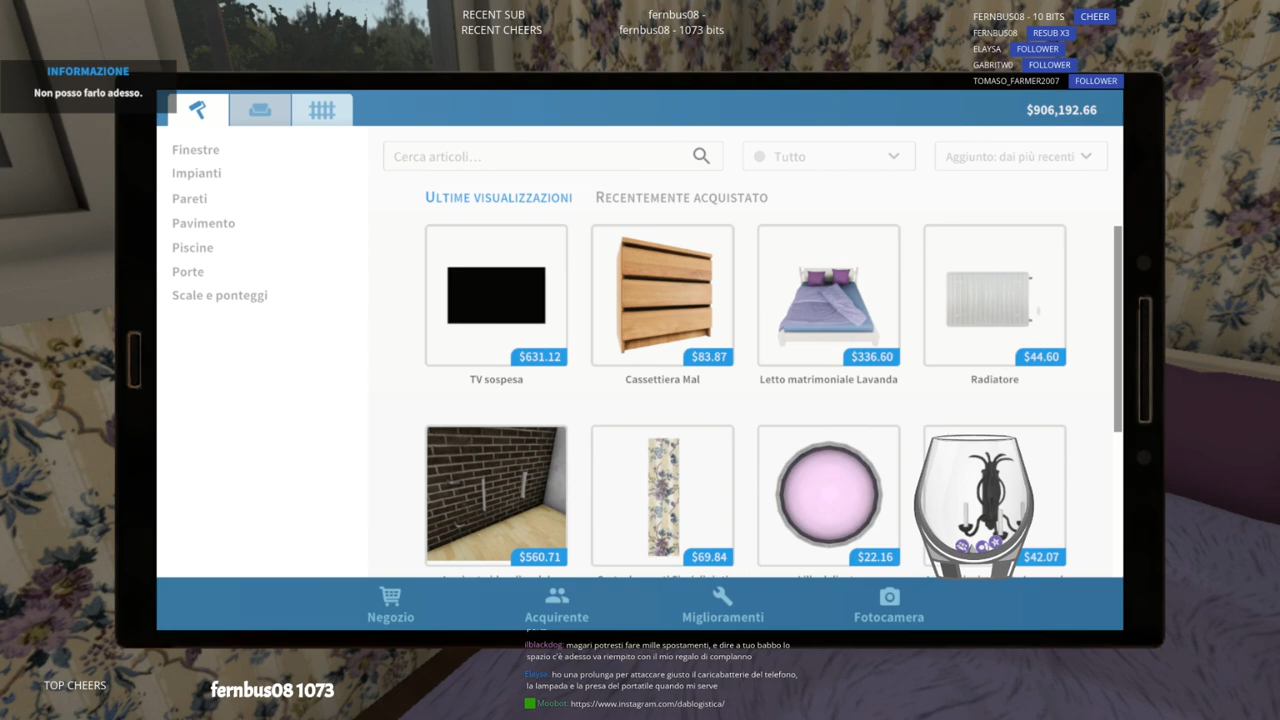 RECENT SUB
fernbus08 -
RECENT CHEERS
fernbus08 - 1073 bits
FERNBUS08 - 10 BITS CHEER
FERNBUS08 RESUB X3
ELAYSA FOLLOWER
GABRITW0 FOLLOWER
TOMASO_FARMER2007 FOLLOWER
INFORMAZIONE
Non posso farlo adesso.
$906,192.66
Finestre
Impianti
Pareti
Pavimento
Piscine
Porte
Scale e ponteggi
Cerca articoli...
Tutto
Aggiunto: dai più recenti
ULTIME VISUALIZZAZIONI
RECENTEMENTE ACQUISTATO
$631.12
$83.87
$336.60
$44.60
TV sospesa
Cassettiera Mal
Letto matrimoniale Lavanda
Radiatore
$560.71
$69.84
$22.16
$42.07
Negozio
Acquirente
Miglioramenti
Fotocamera
ilblackdog: magari potresti fare mille spostamenti, e dire a tuo babbo lo
spazio c'è adesso va riempito con il mio regalo di complanno
Elaysa: ho una prolunga per attaccare giusto il caricabatterie del telefono,
la lampada e la presa del portatile quando mi serve
Moobot: https://www.instagram.com/dablogistica/
TOP CHEERS
fernbus08 1073